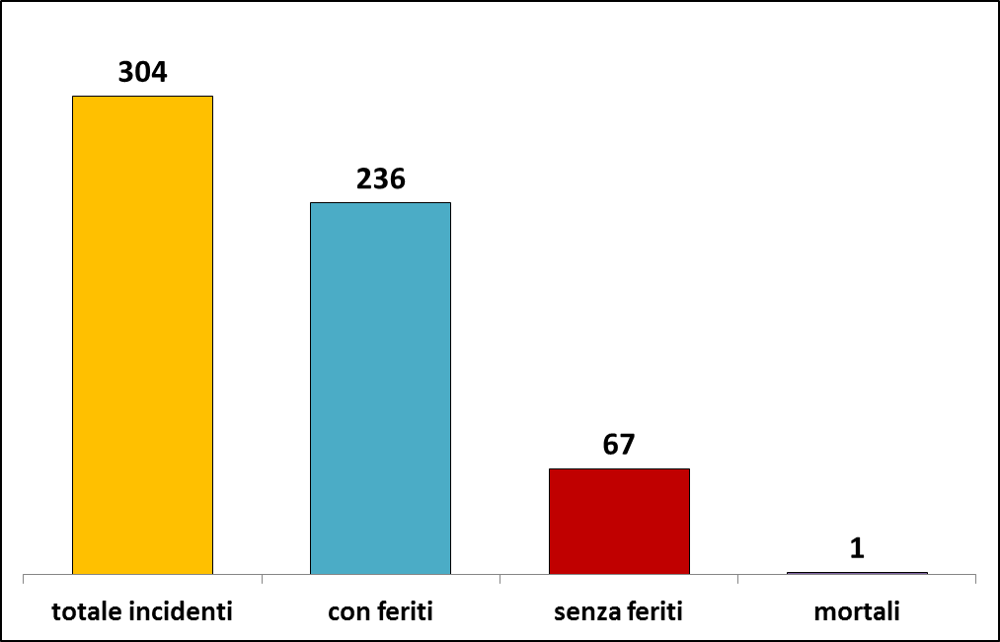 304
236
67
1
totale incidenti
con feriti
senza feriti
mortali